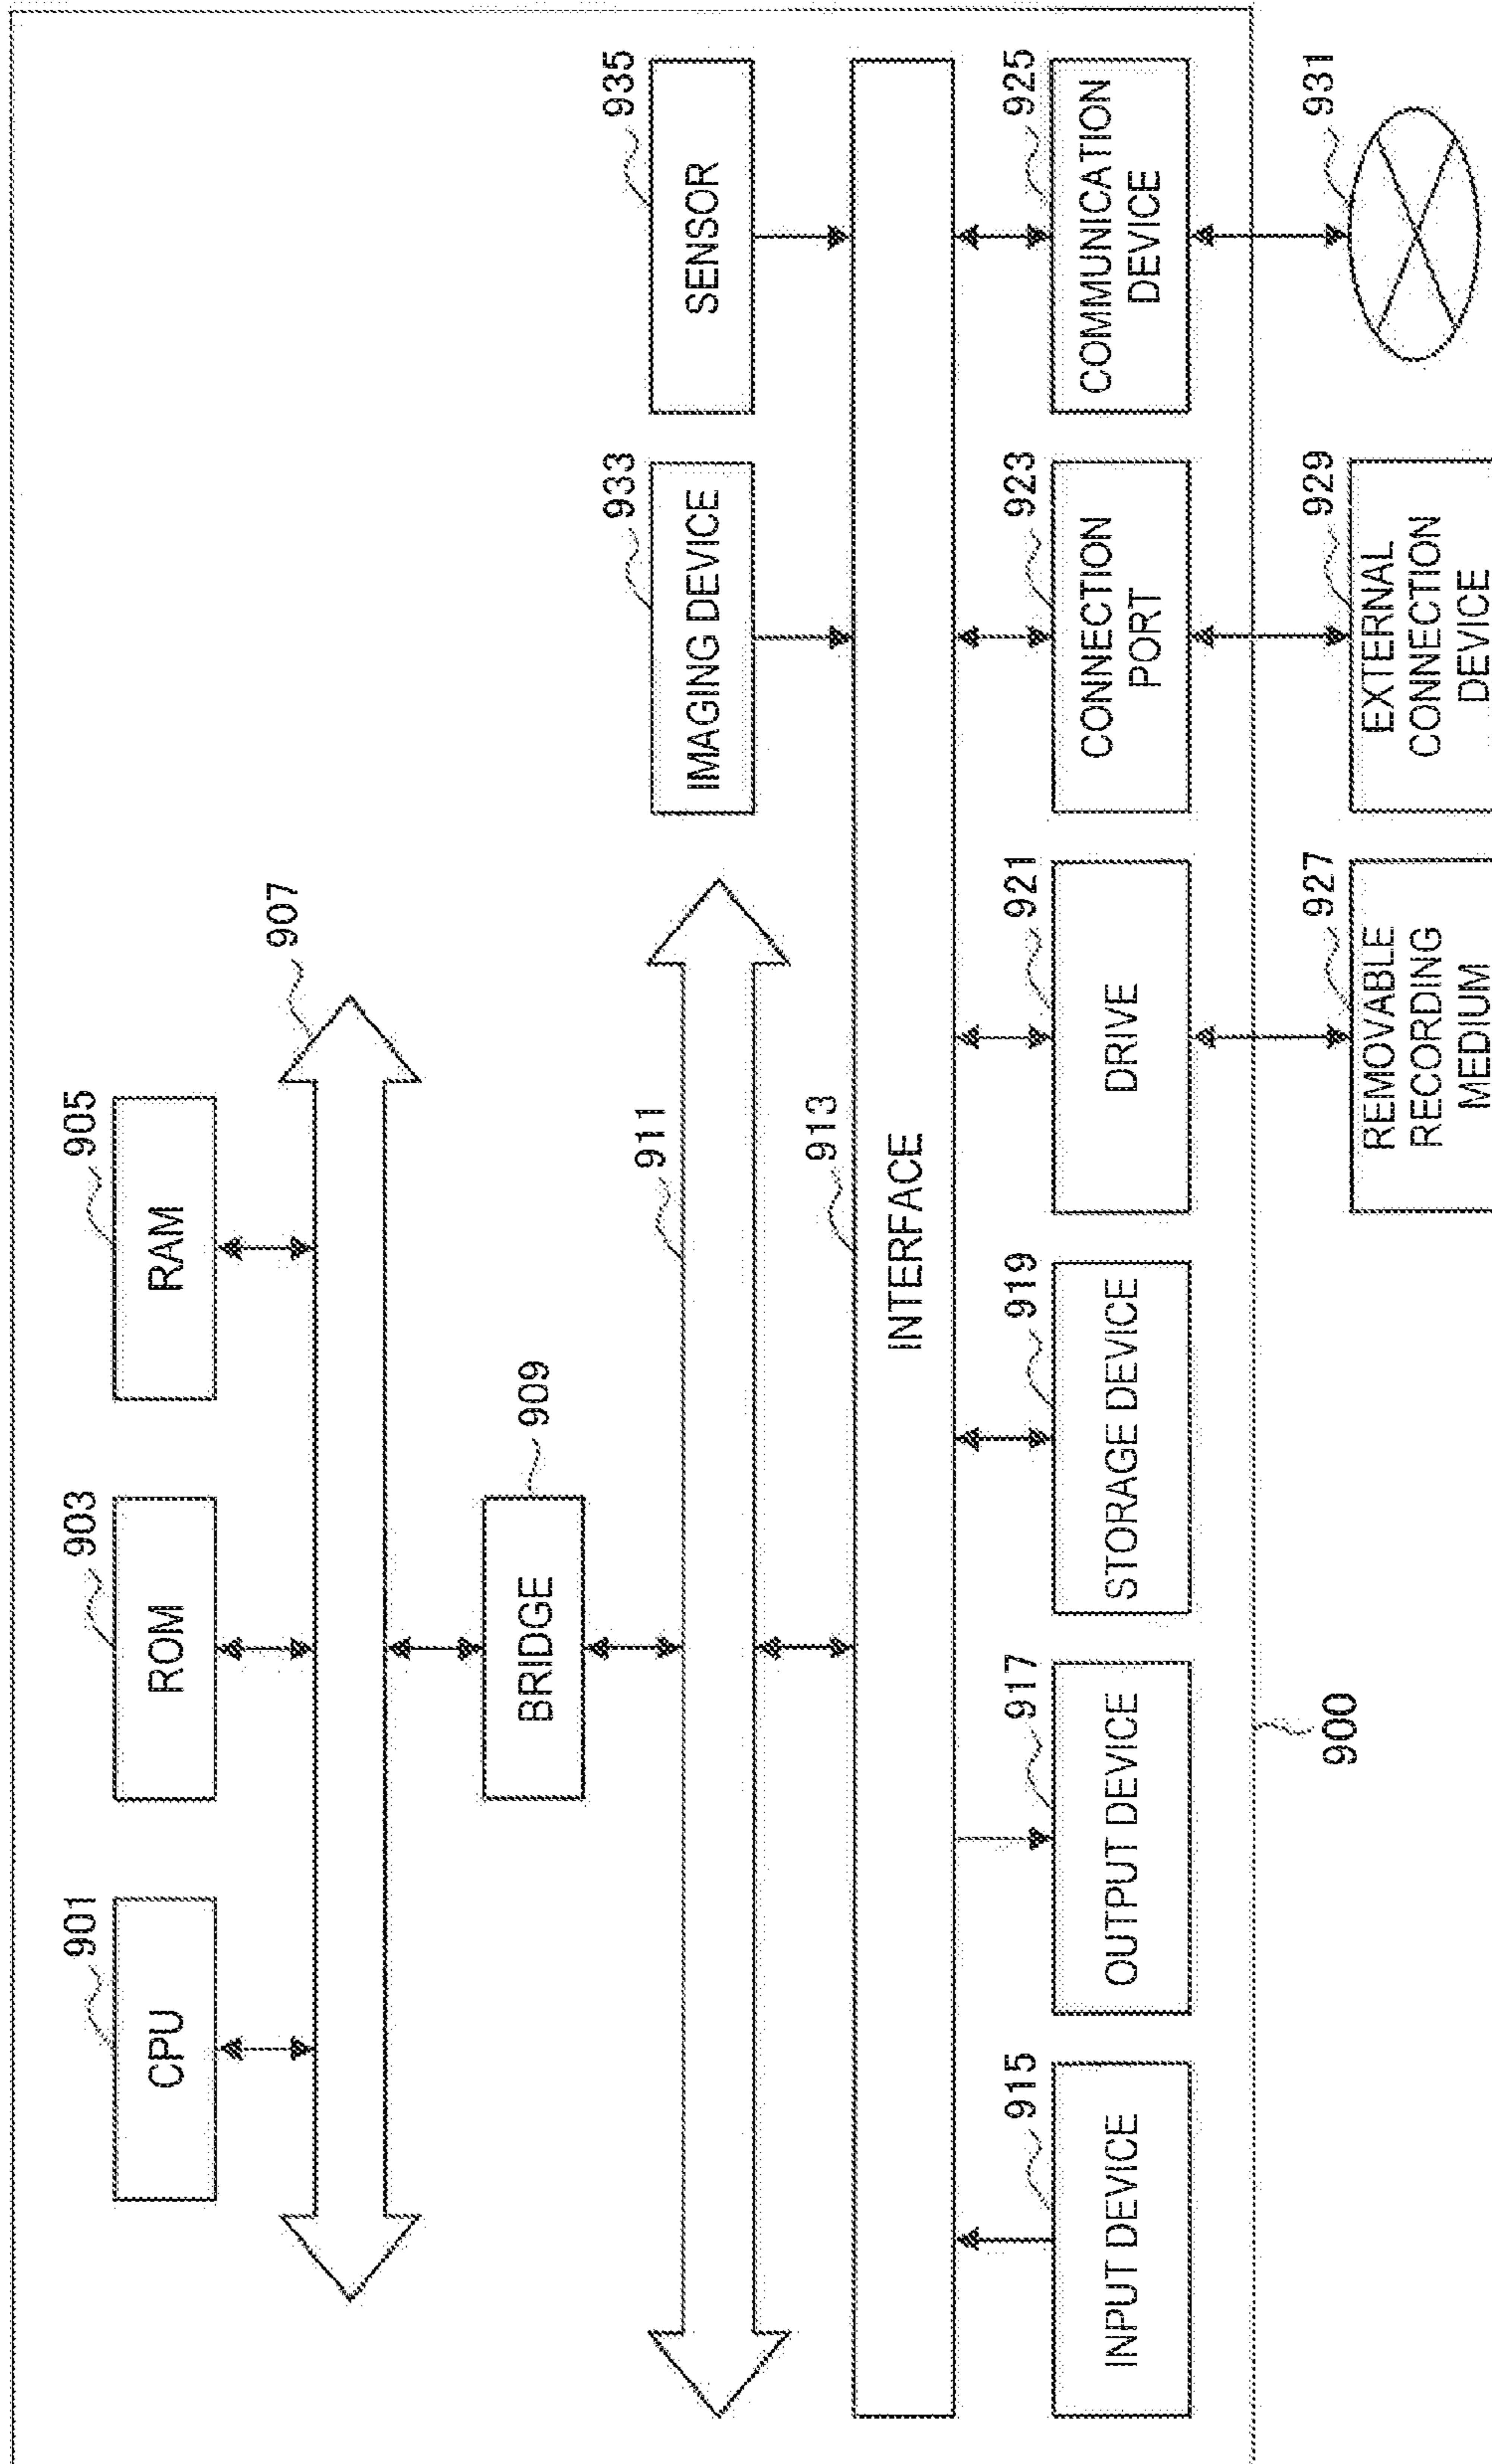 901
CPU
903
ROM
905
RAM
907
909
BRIDGE
911
933
IMAGING DEVICE
935
SENSOR
913
INTERFACE
915
INPUT DEVICE
917
OUTPUT DEVICE
919
STORAGE DEVICE
921
DRIVE
923
CONNECTION
PORT
925
COMMUNICATION
DEVICE
900
927
REMOVABLE
RECORDING
MEDIUM
929
EXTERNAL
CONNECTION
DEVICE
931